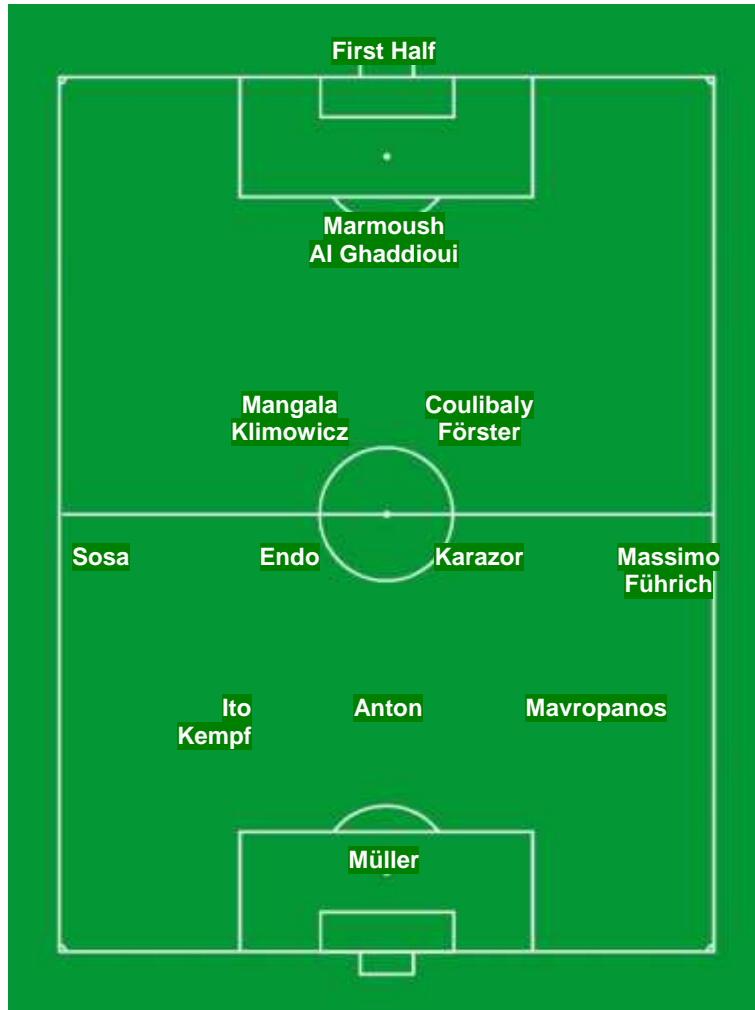 First Half
Marmoush
Al Ghaddioui
Mangala
Klimowicz
Coulibaly
Förster
Sosa
Endo
Karazor
Massimo
Führich
Ito
Kempf
Anton
Mavropanos
Müller